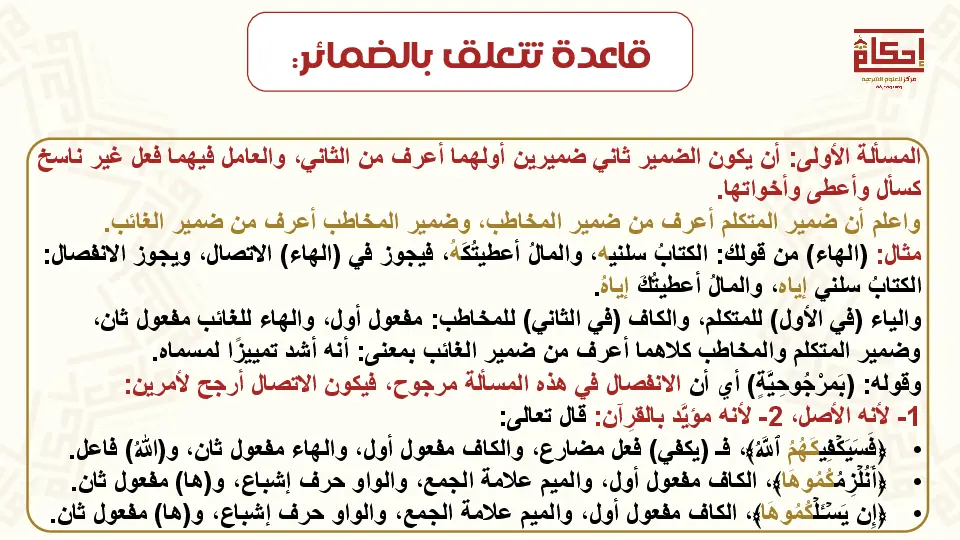 قاعدة تتعلق بالضمائر:
إحكام
مركز للعلوم الشرعية
المسألة الأولى: أن يكون الضمير ثاني ضميرين أولهما أعرف من الثاني، والعامل فيهما فعل غير ناسخ
كسأل وأعطى وأخواتها.
واعلم أن ضمير المتكلم أعرف من ضمير المخاطب، وضمير المخاطب أعرف من ضمير الغائب.
مثال: (الهاء) من قولك: الكتابُ سلنيه، والمالُ أعطيتُكَهُ، فيجوز في (الهاء) الاتصال، ويجوز الانفصال:
الكتابُ سلني إياه، والمالُ أعطيتُكَ إياهُ.
والياء (في الأول) للمتكلم، والكاف (في الثاني) للمخاطب: مفعول أول، والهاء للغائب مفعول ثان،
وضمير المتكلم والمخاطب كلاهما أعرف من ضمير الغائب بمعنى: أنه أشد تمييزًا لمسماه.
وقوله: (بَمرْجُوحِيَّةٍ) أي أن الانفصال في هذه المسألة مرجوح، فيكون الاتصال أرجح لأمرين:
1- لأنه الأصل، 2- لأنه مؤيَّد بالقرآن: قال تعالى:
• ﴿فَسَيَكۡفِيكَهُمُ ٱللَّهُ﴾، فـ (يكفي) فعل مضارع، والكاف مفعول أول، والهاء مفعول ثان، و(اللهُ) فاعل.
• ﴿أَنُلۡزِمُكُمُوهَا﴾، الكاف مفعول أول، والميم علامة الجمع، والواو حرف إشباع، و(ها) مفعول ثان.
• ﴿إِن يَسۡـَٔلۡكُمُوهَا﴾، الكاف مفعول أول، والميم علامة الجمع، والواو حرف إشباع، و(ها) مفعول ثان.